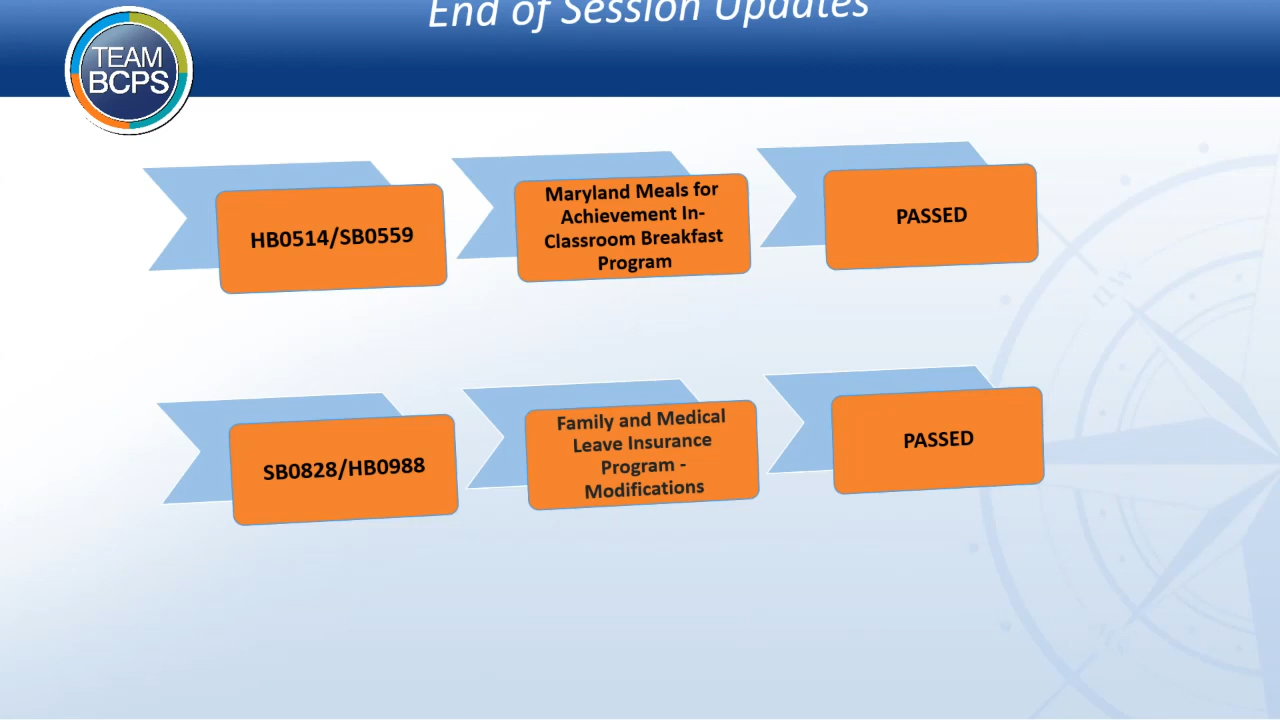 End of Session Updates
TEAM
BCPS
HB0514/SB0559
Maryland Meals for
Achievement In-
Classroom Breakfast
Program
PASSED
SB0828/HB0988
Family and Medical
Leave Insurance
Program -
Modifications
PASSED